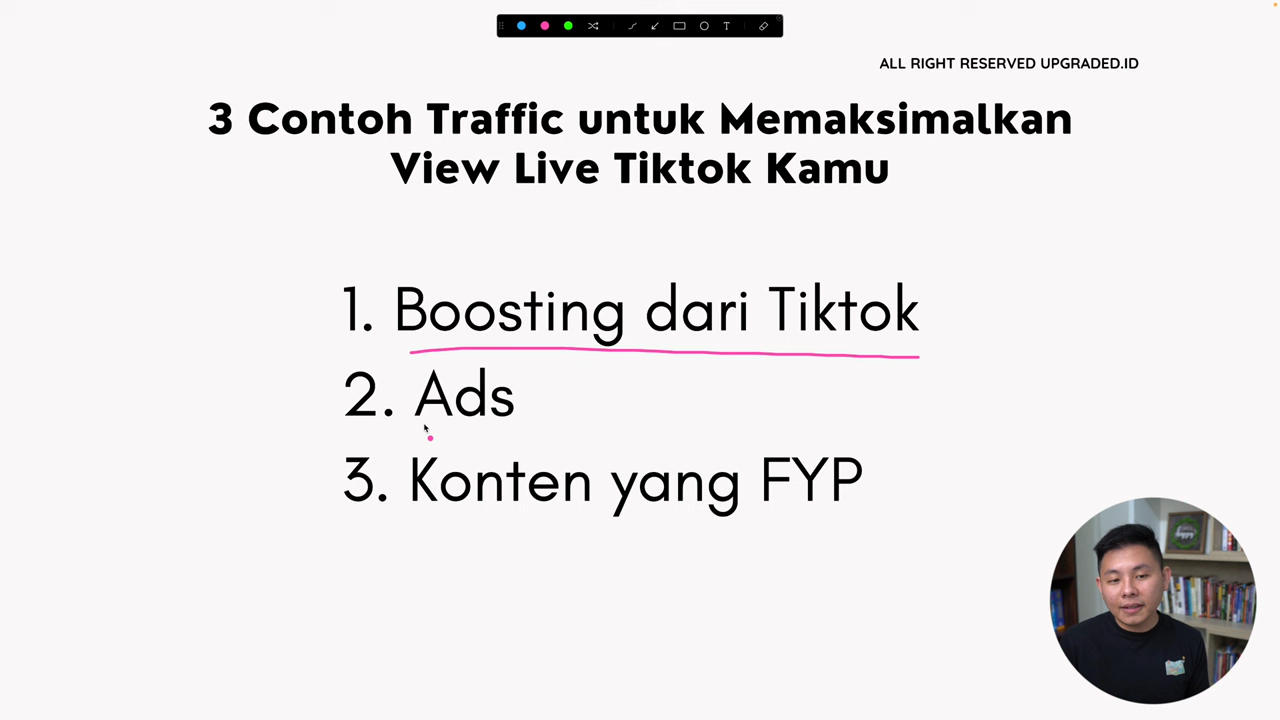 ALL RIGHT RESERVED UPGRADED.ID
3 Contoh Traffic untuk Memaksimalkan
View Live Tiktok Kamu
1. Boosting dari Tiktok
2. Ads
3. Konten yang FYP